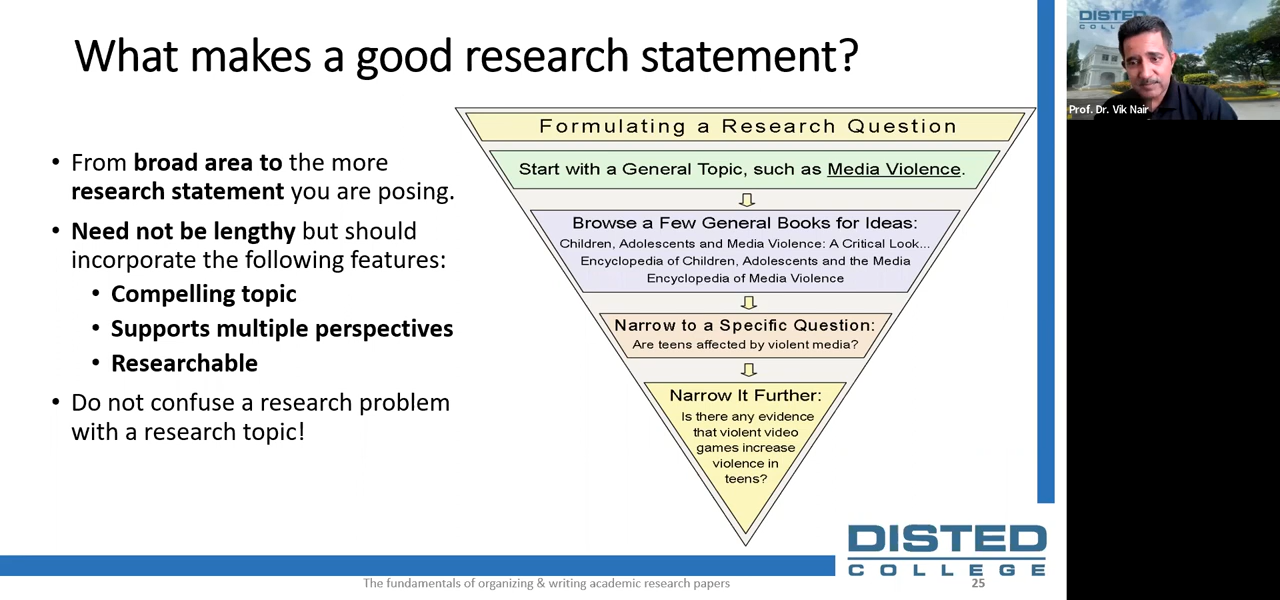 What makes a good research statement?
• From broad area to the more
research statement you are posing.
• Need not be lengthy but should
incorporate the following features:
• Compelling topic
• Supports multiple perspectives
• Researchable
• Do not confuse a research problem
with a research topic!
Formulating a Research Question
Start with a General Topic, such as Media Violence.
Browse a Few General Books for Ideas:
Children, Adolescents and Media Violence: A Critical Look...
Encyclopedia of Children, Adolescents and the Media
Encyclopedia of Media Violence
Narrow to a Specific Question:
Are teens affected by violent media?
Narrow It Further:
Is there any evidence
that violent video
games increase
violence in
teens?
DISTED
COLLEGE
The fundamentals of organizing & writing academic research papers
25
DISTED
Prof. Dr. Vik Nair